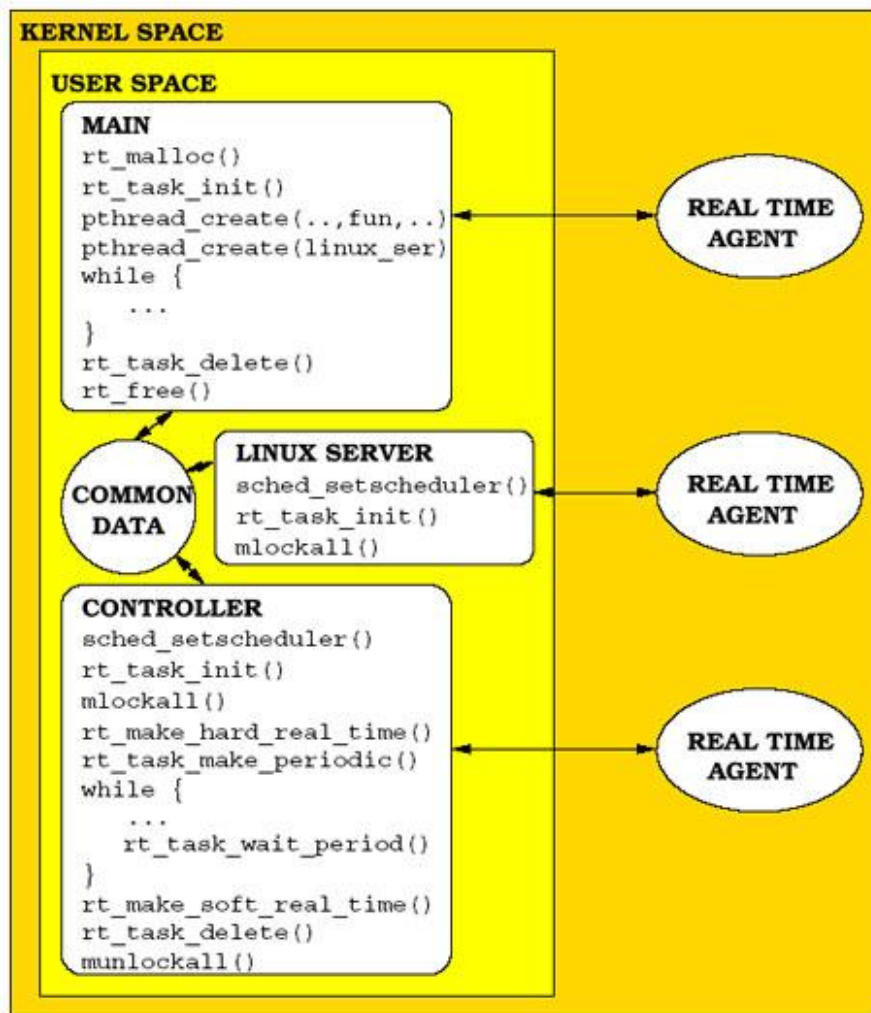 KERNEL SPACE
USER SPACE
MAIN
rt_malloc()
rt_task_init()
pthread_create(..,fun,..)
pthread_create(linux_ser)
while {
...
}
rt_task_delete()
rt_free()
REAL TIME
AGENT
COMMON
DATA
LINUX SERVER
sched_setscheduler()
rt_task_init()
mlockall()
REAL TIME
AGENT
CONTROLLER
sched_setscheduler()
rt_task_init()
mlockall()
rt_make_hard_real_time()
rt_task_make_periodic()
while {
...
rt_task_wait_period()
}
rt_make_soft_real_time()
rt_task_delete()
munlockall()
REAL TIME
AGENT